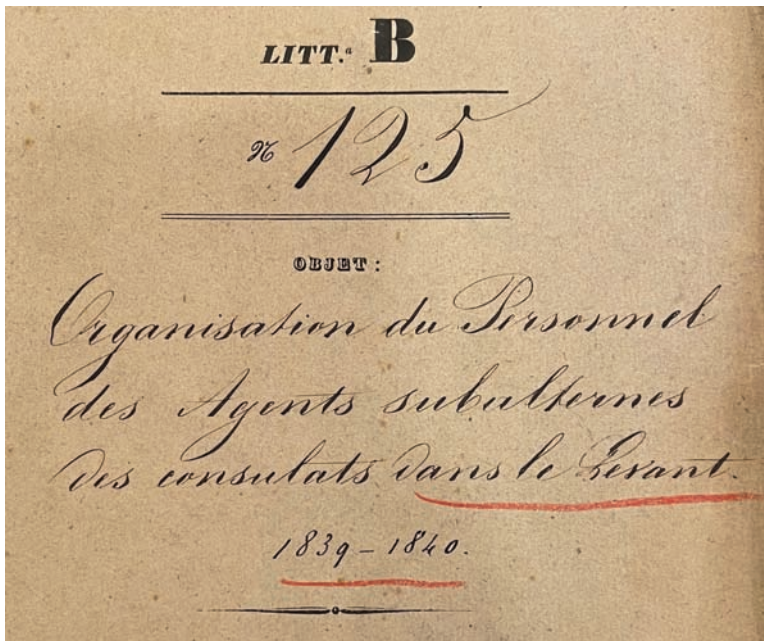 LITT.ª B
Nº 125
OBJET :
Organisation du Personnel
des Agents subalternes
des consulats dans le Levant.
1839 – 1840.